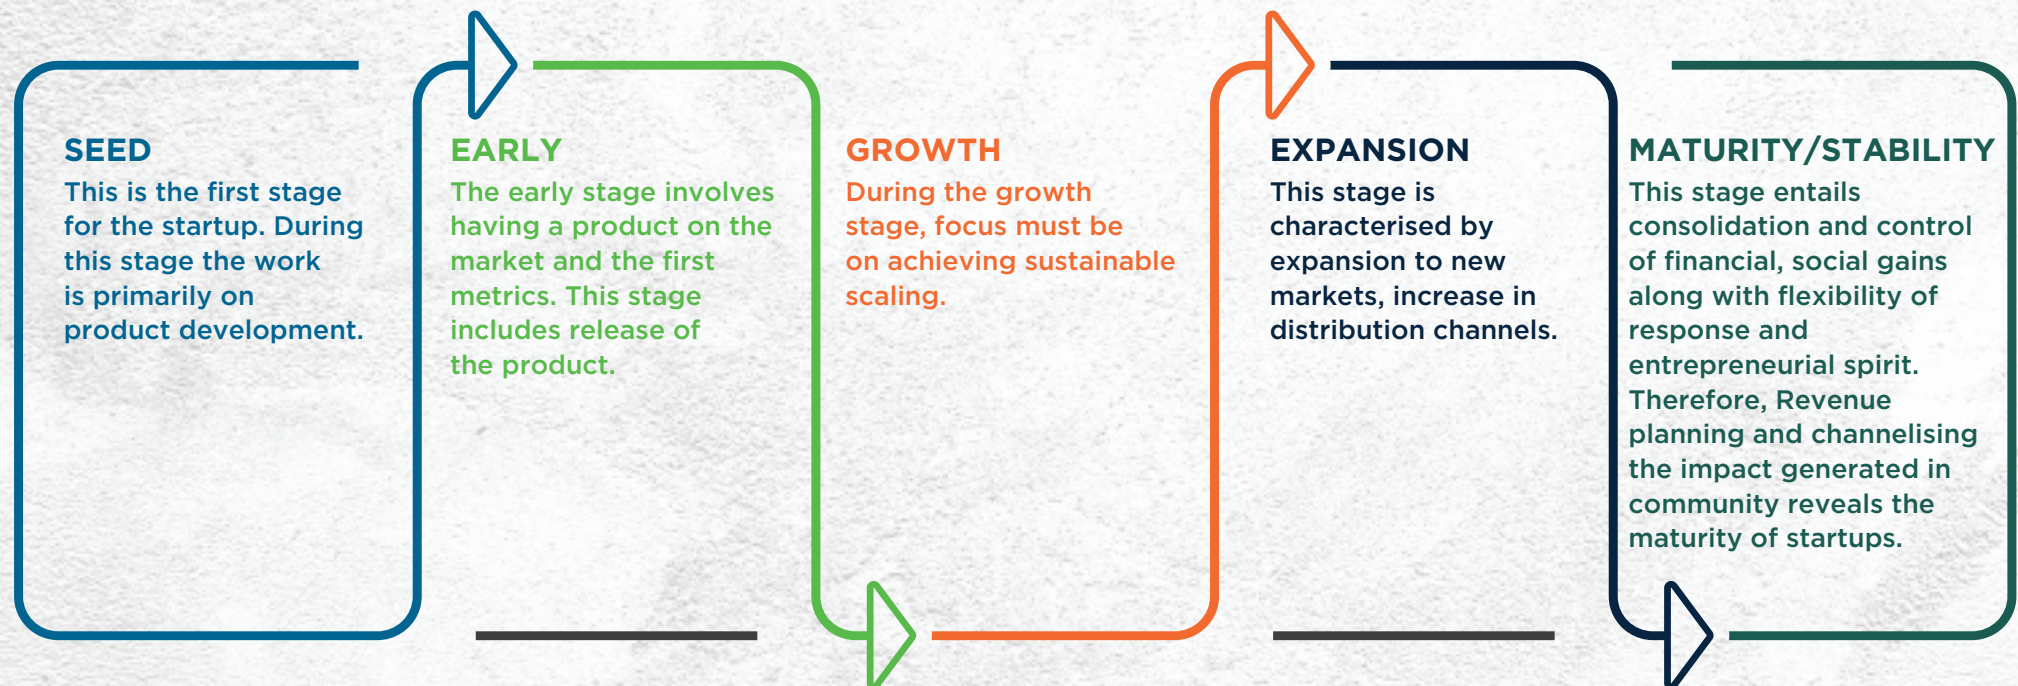 SEED
This is the first stage
for the startup. During
this stage the work
is primarily on
product development.
EARLY
The early stage involves
having a product on the
market and the first
metrics. This stage
includes release of
the product.
GROWTH
During the growth
stage, focus must be
on achieving sustainable
scaling.
EXPANSION
This stage is
characterised by
expansion to new
markets, increase in
distribution channels.
MATURITY/STABILITY
This stage entails
consolidation and control
of financial, social gains
along with flexibility of
response and
entrepreneurial spirit.
Therefore, Revenue
planning and channelising
the impact generated in
community reveals the
maturity of startups.